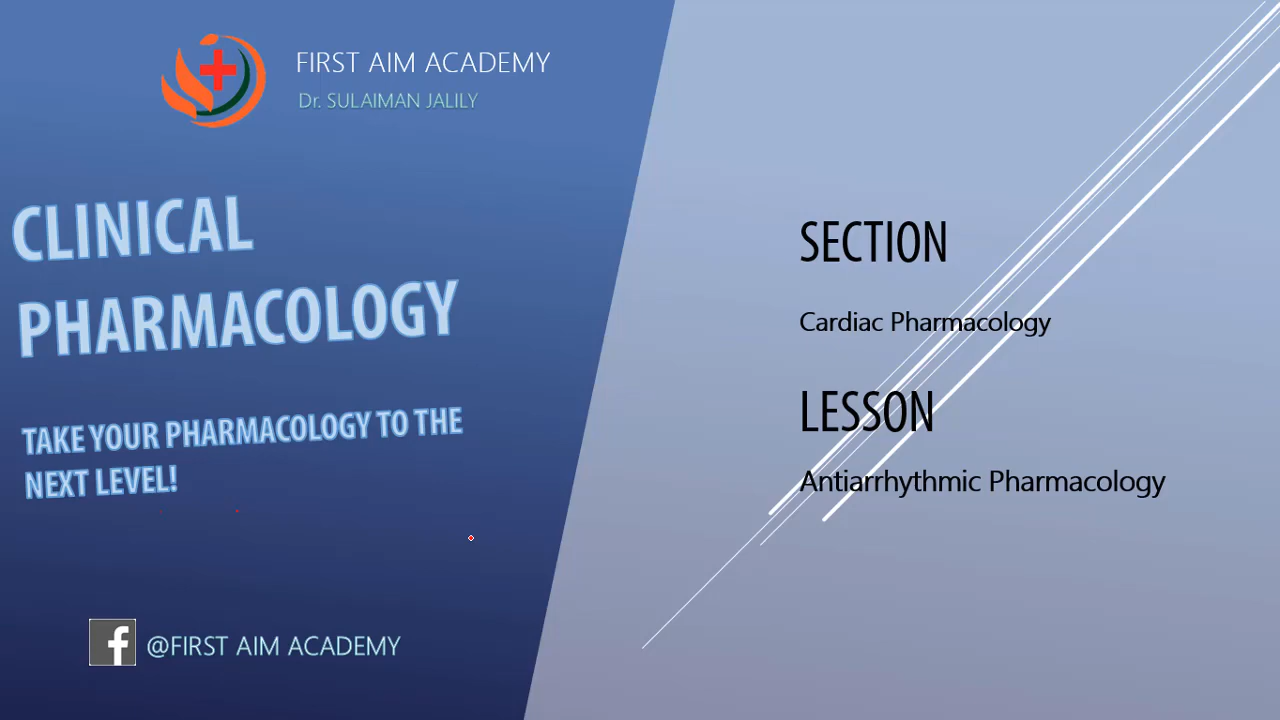 FIRST AIM ACADEMY
Dr. SULAIMAN JALILY
CLINICAL
PHARMACOLOGY
TAKE YOUR PHARMACOLOGY TO THE
NEXT LEVEL!
@FIRST AIM ACADEMY
SECTION
Cardiac Pharmacology
LESSON
Antiarrhythmic Pharmacology